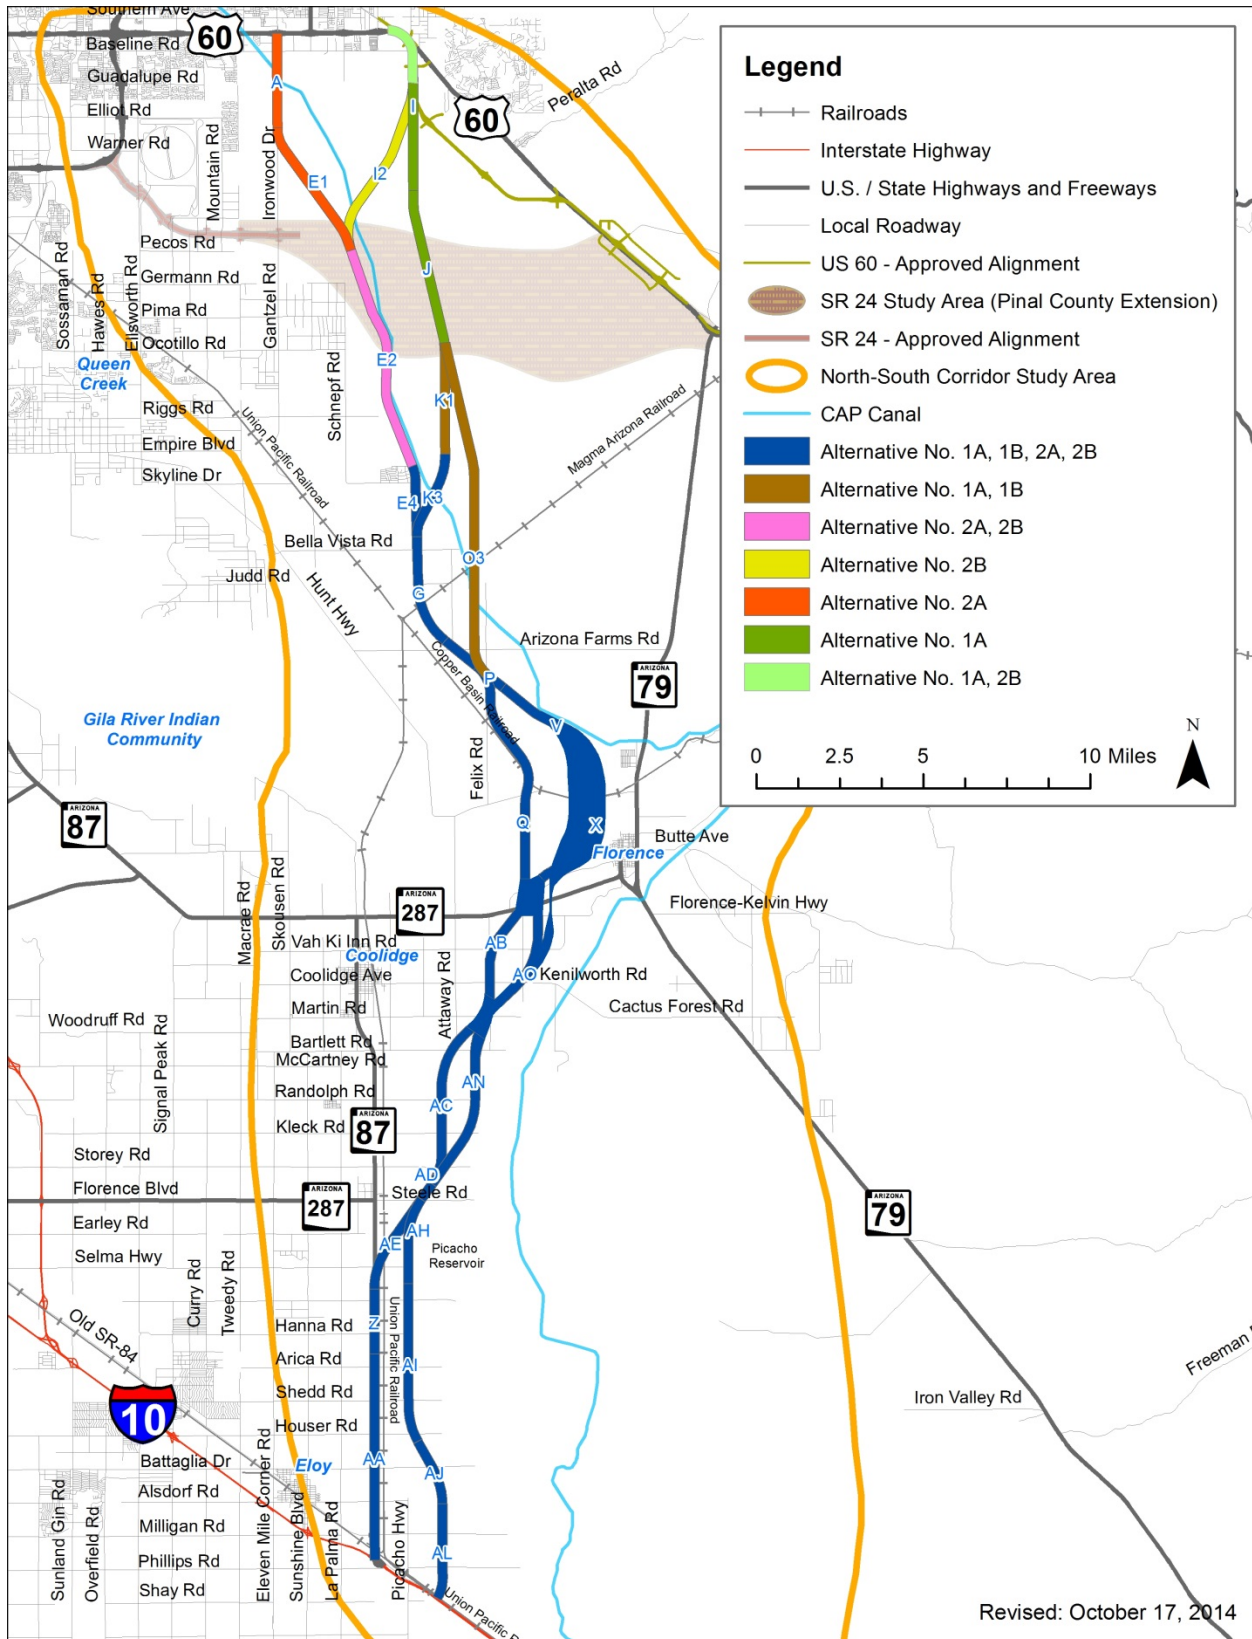 Southern Ave
Baseline Rd
60
Guadalupe Rd
Elliot Rd
Warner Rd
Mountain Rd
Ironwood Dr
A
I
60
Peralta Rd
E1
I2
Pecos Rd
Germann Rd
Pima Rd
Ocotillo Rd
Sossaman Rd
Hawes Rd
Ellsworth Rd
Gantzel Rd
Schnepf Rd
J
E2
K1
Queen
Creek
Riggs Rd
Empire Blvd
Skyline Dr
Union Pacific Railroad
Magma Arizona Railroad
E4
K3
Bella Vista Rd
O3
Judd Rd
Hunt Hwy
G
Arizona Farms Rd
Copper Basin Railroad
P
ARIZONA
79
V
Gila River Indian
Community
Felix Rd
ARIZONA
87
Q
X
Butte Ave
Florence
Macrae Rd
Skousen Rd
ARIZONA
287
Florence-Kelvin Hwy
Vah Ki Inn Rd
Coolidge
AB
Coolidge Ave
Attaway Rd
AO
Kenilworth Rd
Martin Rd
Cactus Forest Rd
Woodruff Rd
Signal Peak Rd
Bartlett Rd
McCartney Rd
Randolph Rd
AN
AC
Kleck Rd
ARIZONA
87
Storey Rd
AD
Florence Blvd
ARIZONA
287
Steele Rd
ARIZONA
79
Earley Rd
AH
AE
Selma Hwy
Picacho
Reservoir
Curry Rd
Tweedy Rd
Old SR-84
Hanna Rd
Z
Union Pacific Railroad
Arica Rd
AI
Shedd Rd
Freeman
Iron Valley Rd
10
Houser Rd
Battaglia Dr
Eloy
AA
AJ
Alsdorf Rd
Milligan Rd
Phillips Rd
Shay Rd
Sunland Gin Rd
Overfield Rd
Eleven Mile Corner Rd
Sunshine Blvd
La Palma Rd
Picacho Hwy
AL
Union Pacific
Legend
Railroads
Interstate Highway
U.S. / State Highways and Freeways
Local Roadway
US 60 - Approved Alignment
SR 24 Study Area (Pinal County Extension)
SR 24 - Approved Alignment
North-South Corridor Study Area
CAP Canal
Alternative No. 1A, 1B, 2A, 2B
Alternative No. 1A, 1B
Alternative No. 2A, 2B
Alternative No. 2B
Alternative No. 2A
Alternative No. 1A
Alternative No. 1A, 2B
N
0 2.5 5 10 Miles
Revised: October 17, 2014